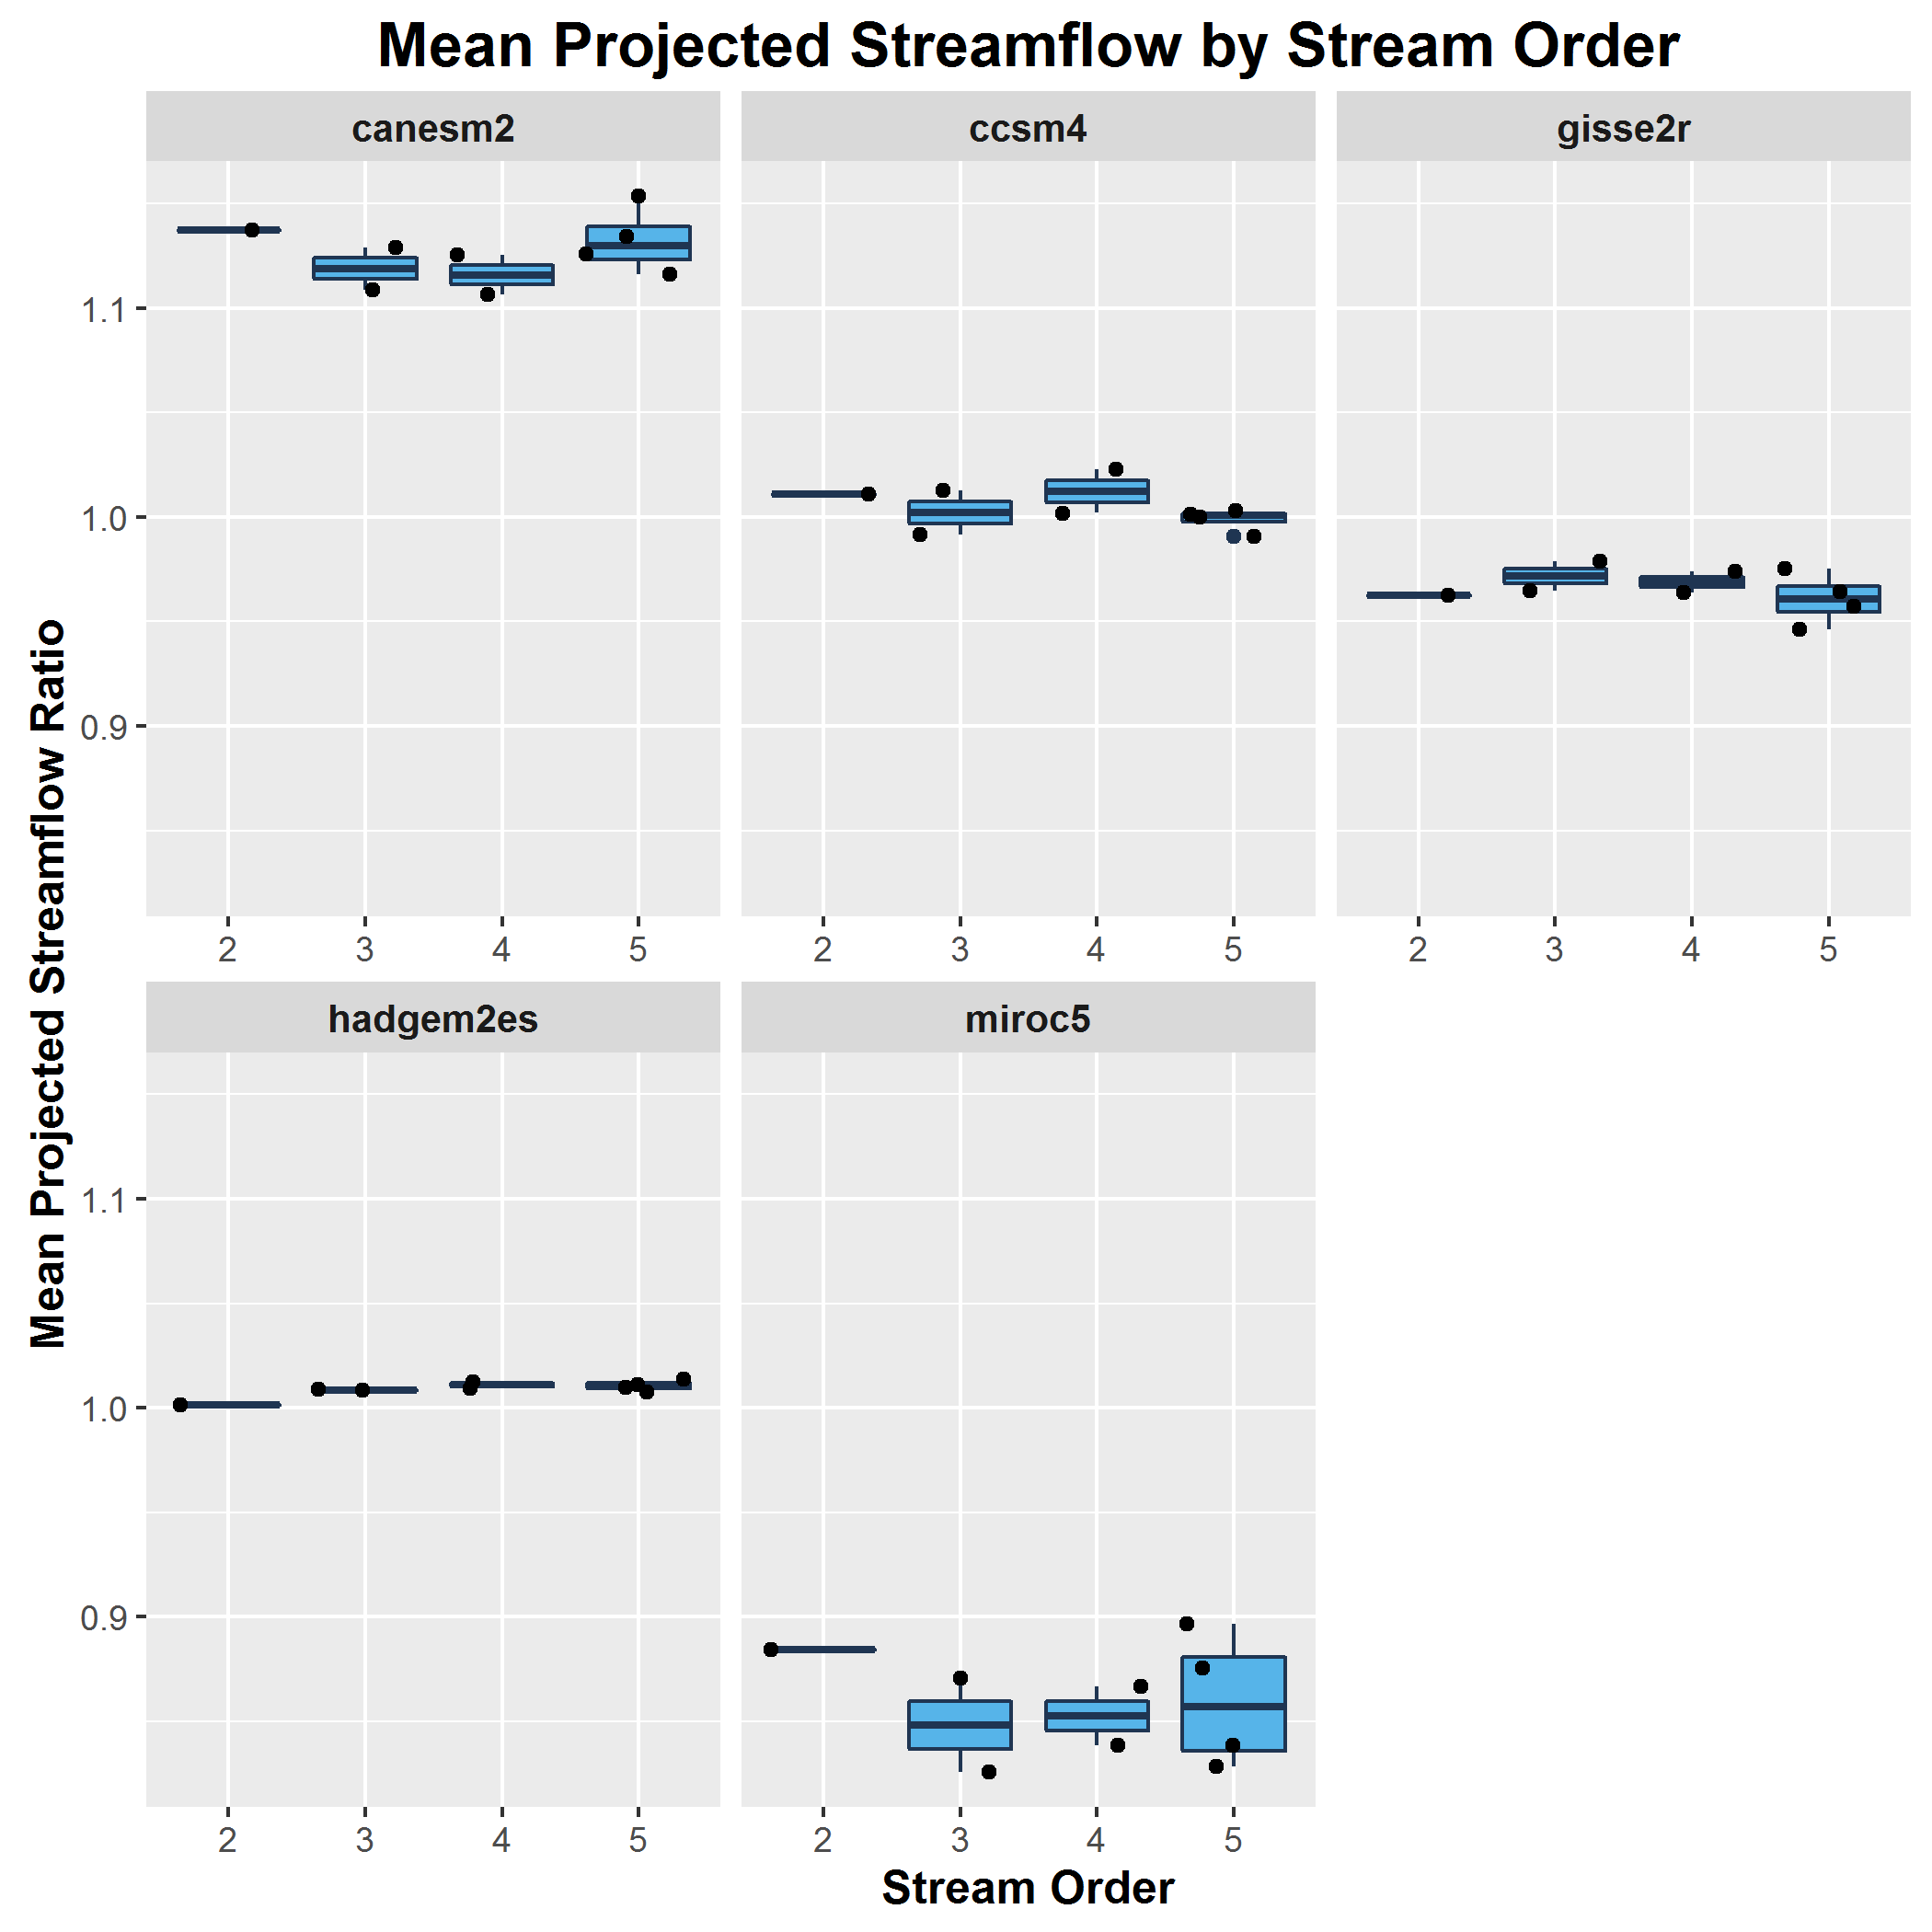 Mean Projected Streamflow by Stream Order
canesm2
ccsm4
gisse2r
1.1
1.0
0.9
2 3 4 5
2 3 4 5
2 3 4 5
Mean Projected Streamflow Ratio
hadgem2es
miroc5
1.1
1.0
0.9
2 3 4 5
2 3 4 5
Stream Order